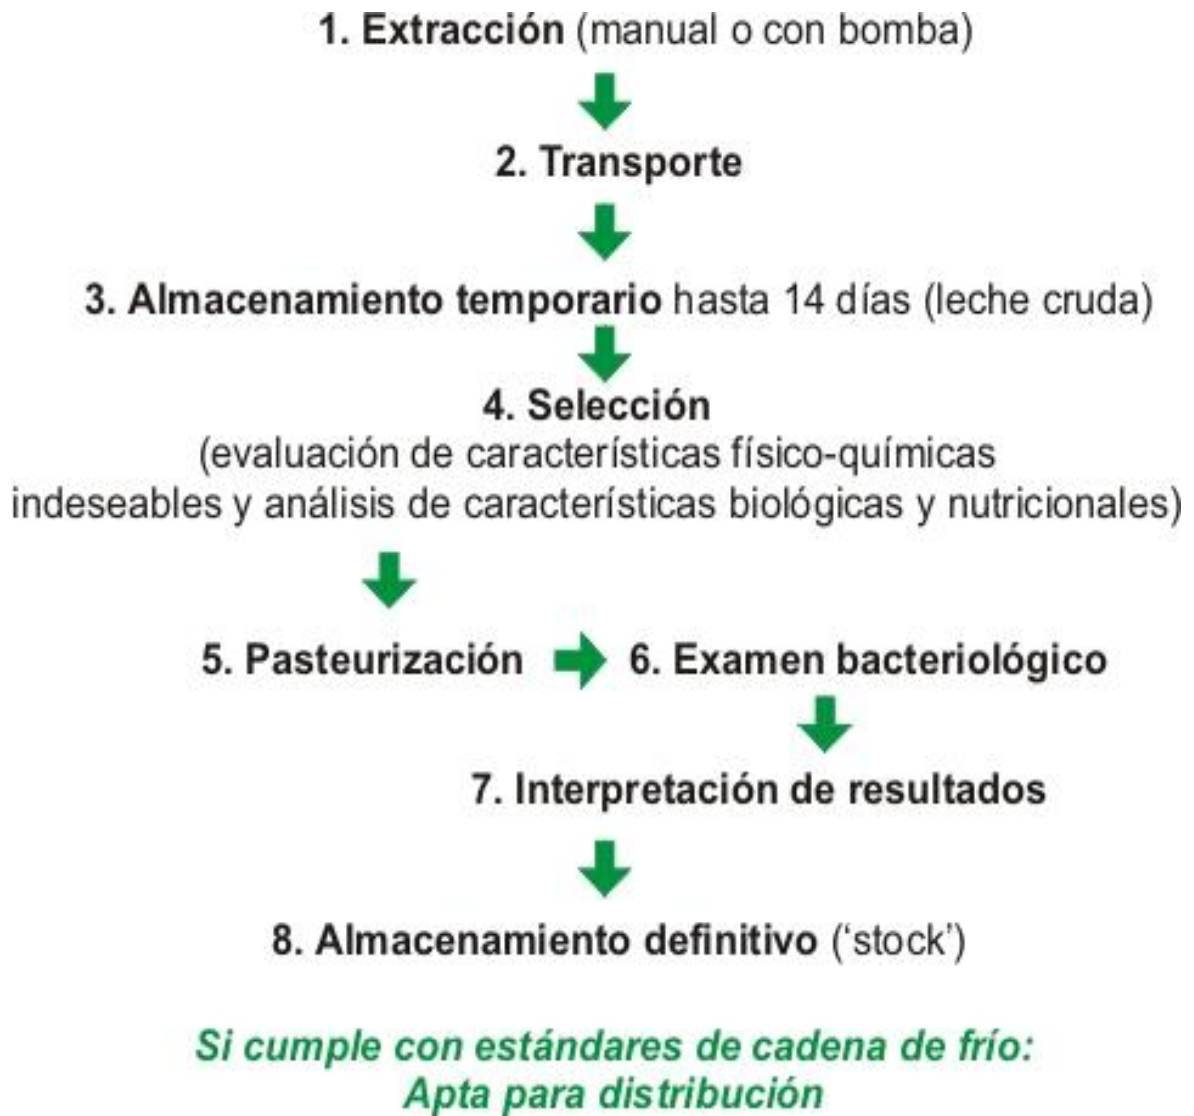 1. Extracción (manual o con bomba)
2. Transporte
3. Almacenamiento temporario hasta 14 días (leche cruda)
4. Selección
(evaluación de características físico-químicas
indeseables y análisis de características biológicas y nutricionales)
5. Pasteurización
6. Examen bacteriológico
7. Interpretación de resultados
8. Almacenamiento definitivo (‘stock’)
Si cumple con estándares de cadena de frío:
Apta para distribución